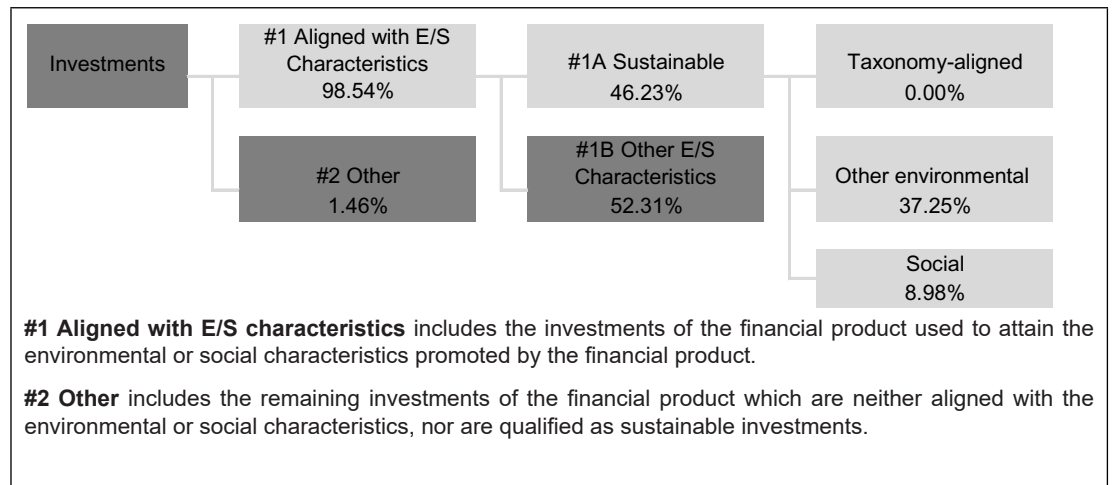 Investments
#1 Aligned with E/S
Characteristics
98.54%
#2 Other
1.46%
#1A Sustainable
46.23%
#1B Other E/S
Characteristics
52.31%
Taxonomy-aligned
0.00%
Other environmental
37.25%
Social
8.98%
#1 Aligned with E/S characteristics includes the investments of the financial product used to attain the
environmental or social characteristics promoted by the financial product.
#2 Other includes the remaining investments of the financial product which are neither aligned with the
environmental or social characteristics, nor are qualified as sustainable investments.